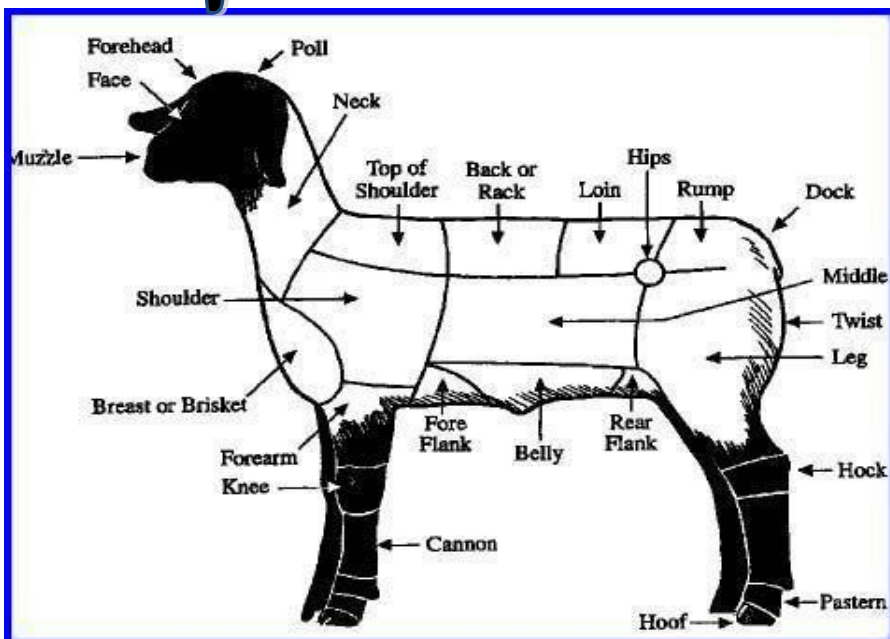 Forehead
Poll
Face
Neck
Muzzle
Top of
Shoulder
Back or
Rack
Loin
Hips
Rump
Dock
Shoulder
Middle
Twist
Leg
Breast or Brisket
Fore
Flank
Belly
Rear
Flank
Forearm
Knee
Hock
Cannon
Pastern
Hoof